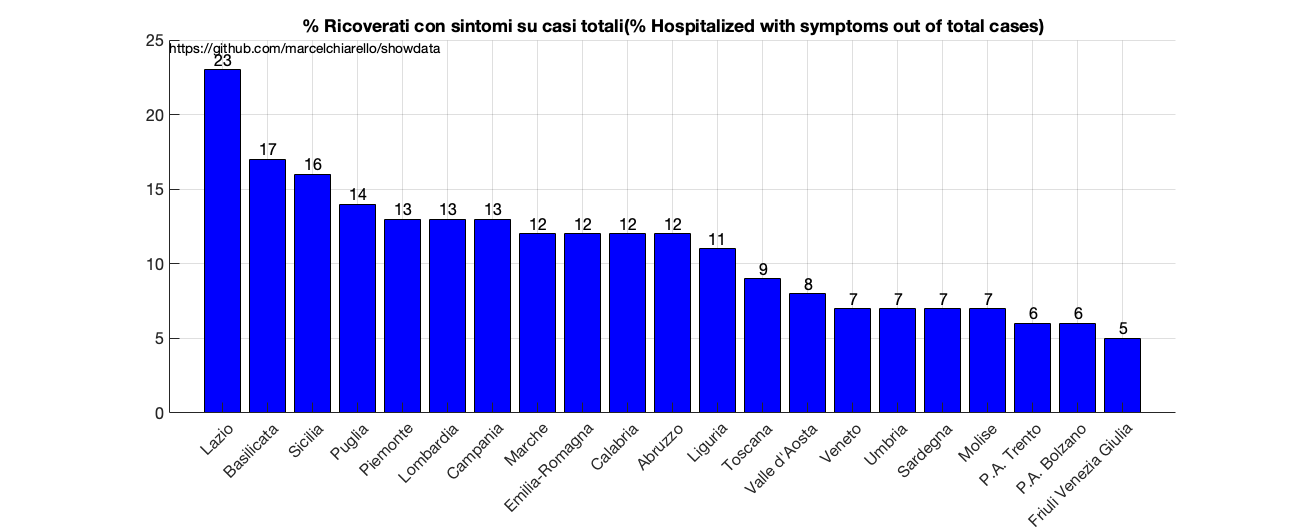 % Ricoverati con sintomi su casi totali(% Hospitalized with symptoms out of total cases)
https://github.com/marcelchiarello/showdata
25
20
15
10
5
0
23
17
16
14
13
13
13
12
12
12
12
11
9
8
7
7
7
7
6
6
5
Lazio
Basilicata
Sicilia
Puglia
Piemonte
Lombardia
Campania
Marche
Emilia-Romagna
Calabria
Abruzzo
Liguria
Toscana
Valle d'Aosta
Veneto
Umbria
Sardegna
Molise
P.A. Trento
P.A. Bolzano
Friuli Venezia Giulia